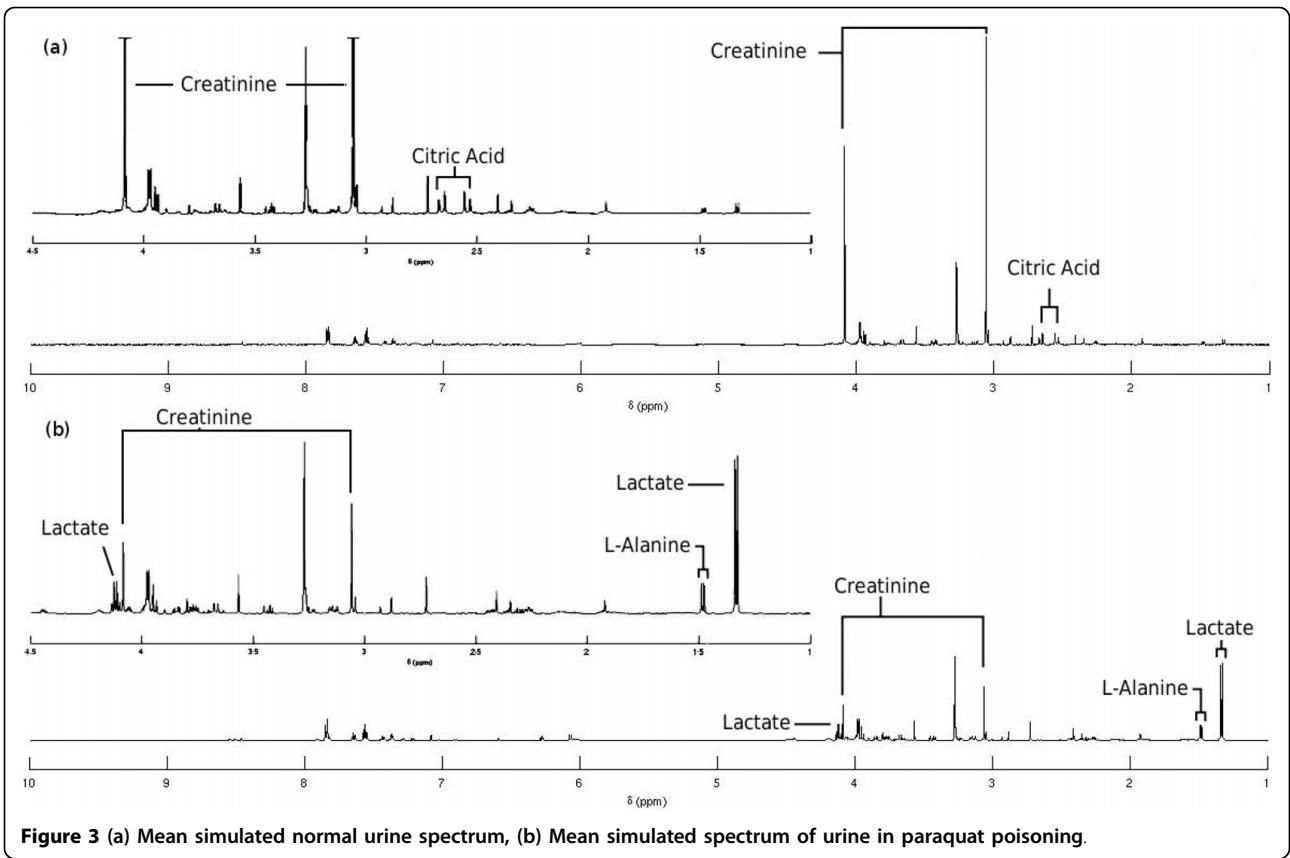 (a)
Creatinine
Creatinine
Citric Acid
4.5 4 3.5 3 2.5 2 1.5 1
δ (ppm)
Citric Acid
10 9 8 7 6 5 4 3 2 1
δ (ppm)
(b)
Creatinine
Lactate
Lactate
L-Alanine
4.5 4 3.5 3 2.5 2 1.5 1
δ (ppm)
Creatinine
Lactate
L-Alanine
Lactate
10 9 8 7 6 5 4 3 2 1
δ (ppm)
Figure 3 (a) Mean simulated normal urine spectrum, (b) Mean simulated spectrum of urine in paraquat poisoning.